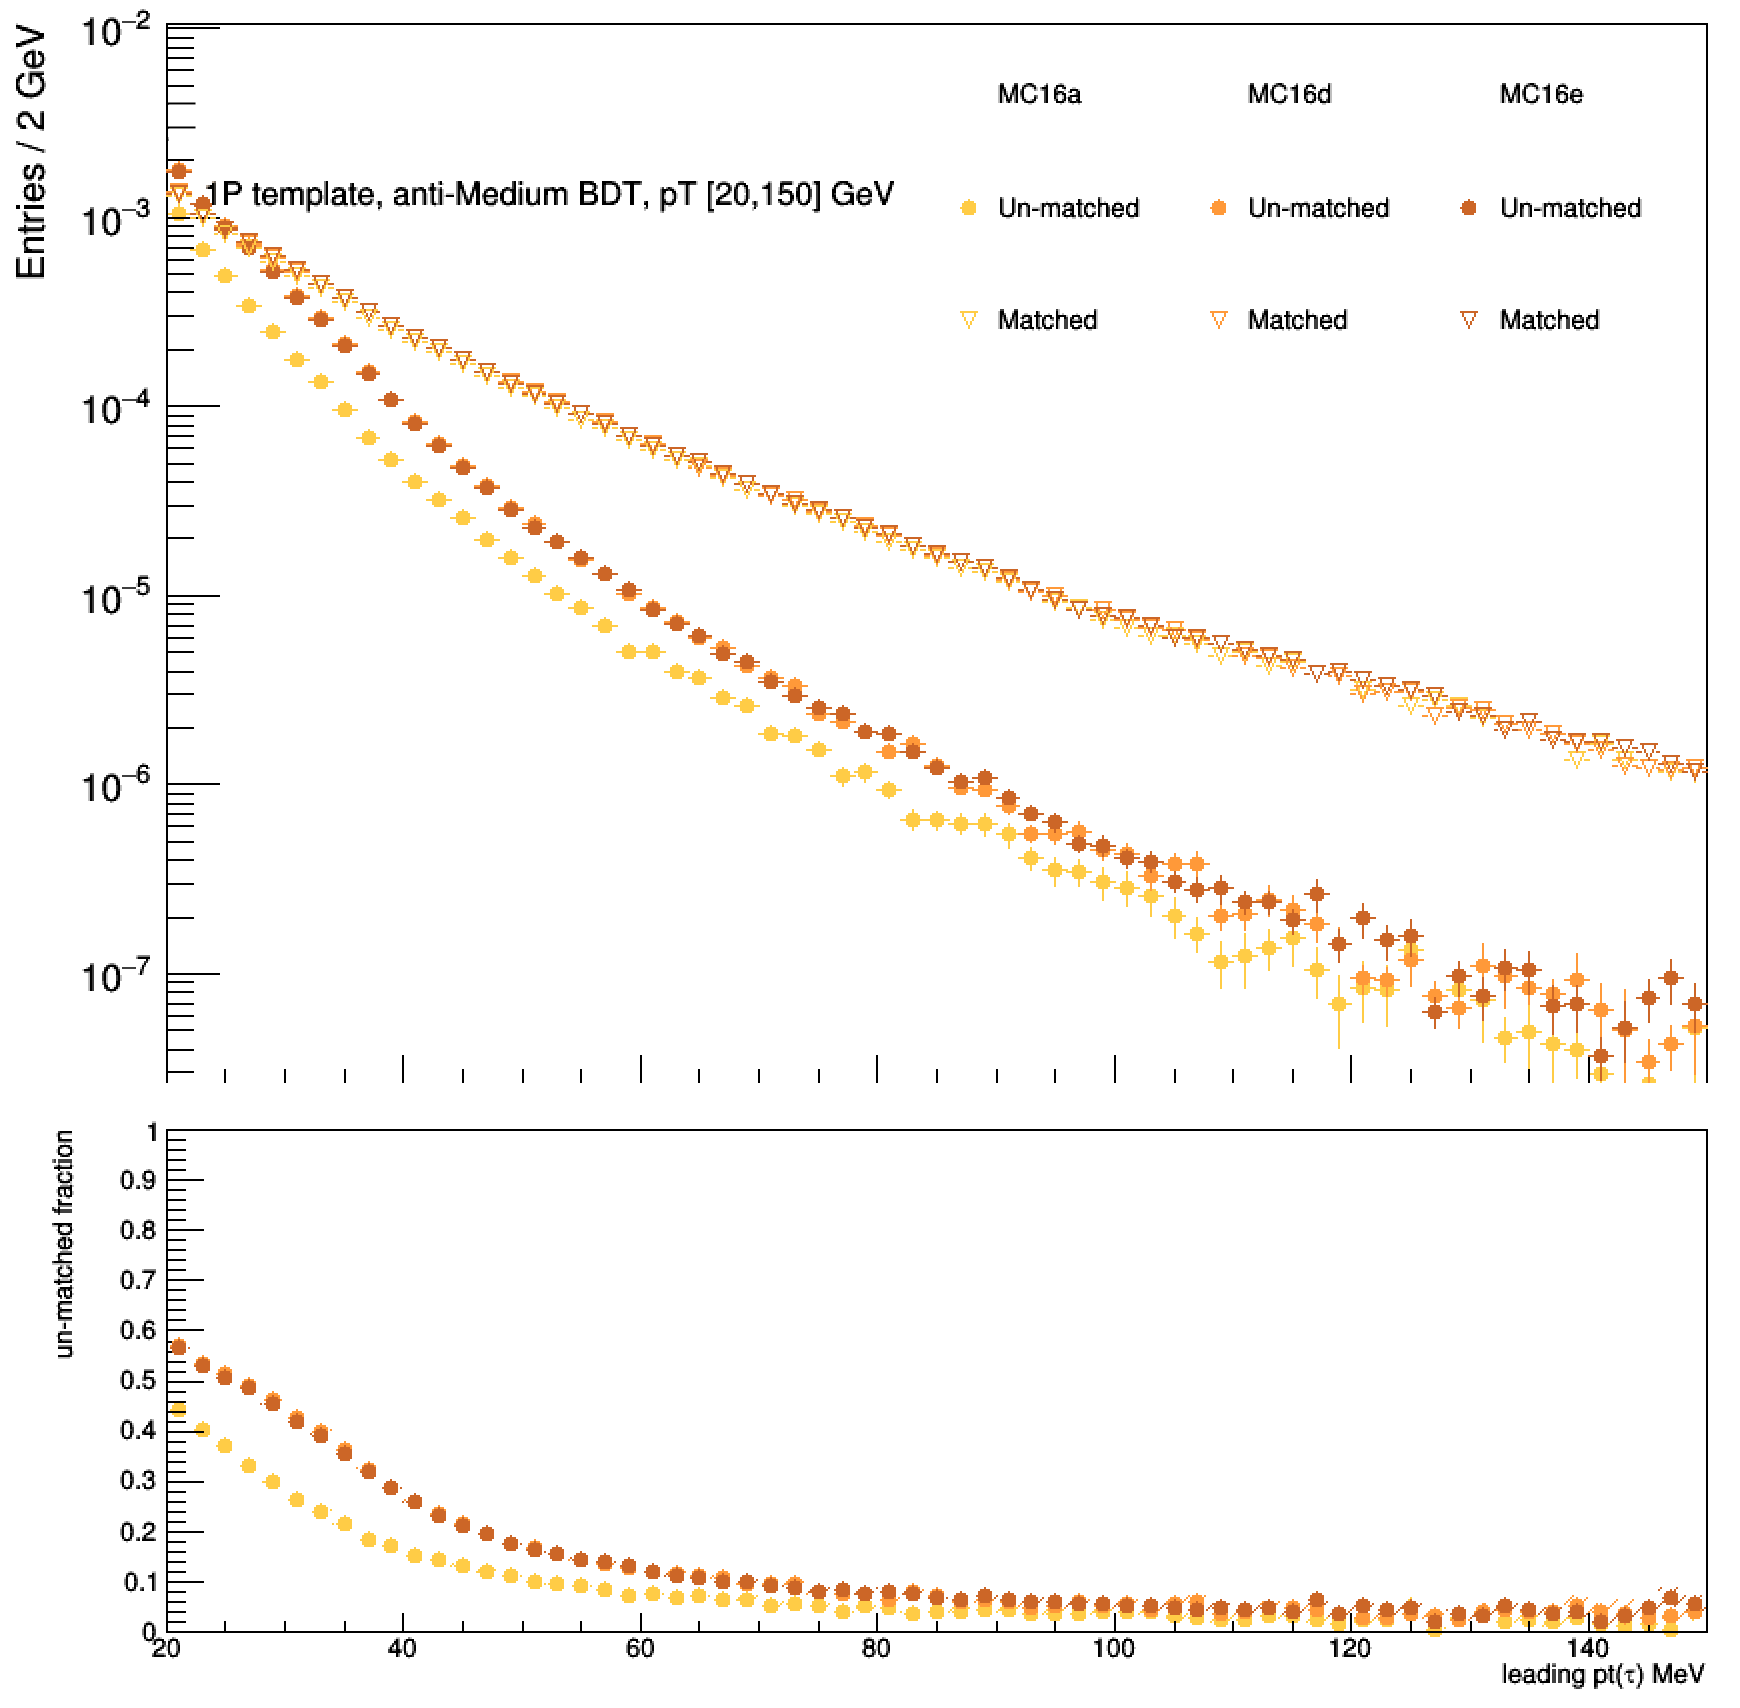 Entries / 2 GeV
10⁻²
10⁻³
10⁻⁴
10⁻⁵
10⁻⁶
10⁻⁷
MC16a MC16d MC16e
1P template, anti-Medium BDT, pT [20,150] GeV
Un-matched Un-matched Un-matched
Matched Matched Matched
un-matched fraction
1
0.9
0.8
0.7
0.6
0.5
0.4
0.3
0.2
0.1
0
20 40 60 80 100 120 140
leading pt(τ) MeV